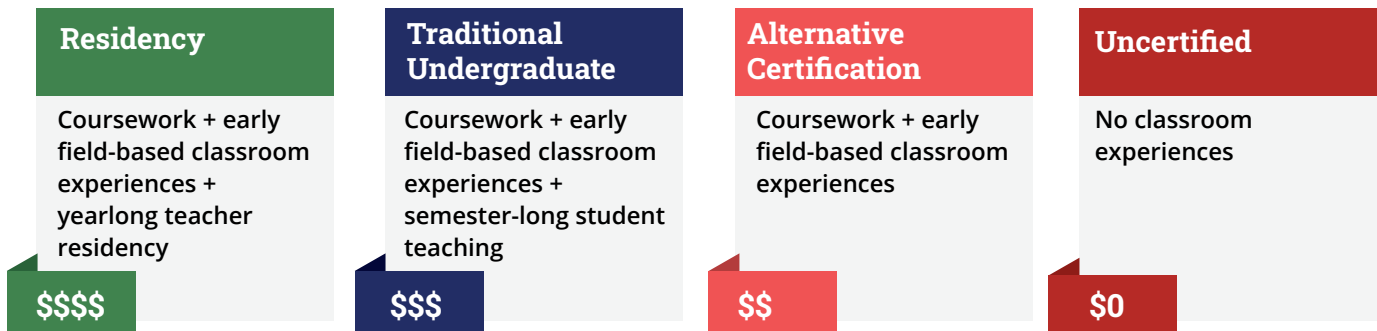 Residency
Coursework + early
field-based classroom
experiences +
yearlong teacher
residency
$$$$
Traditional
Undergraduate
Coursework + early
field-based classroom
experiences +
semester-long student
teaching
$$$
Alternative
Certification
Coursework + early
field-based classroom
experiences
$$
Uncertified
No classroom
experiences
$0